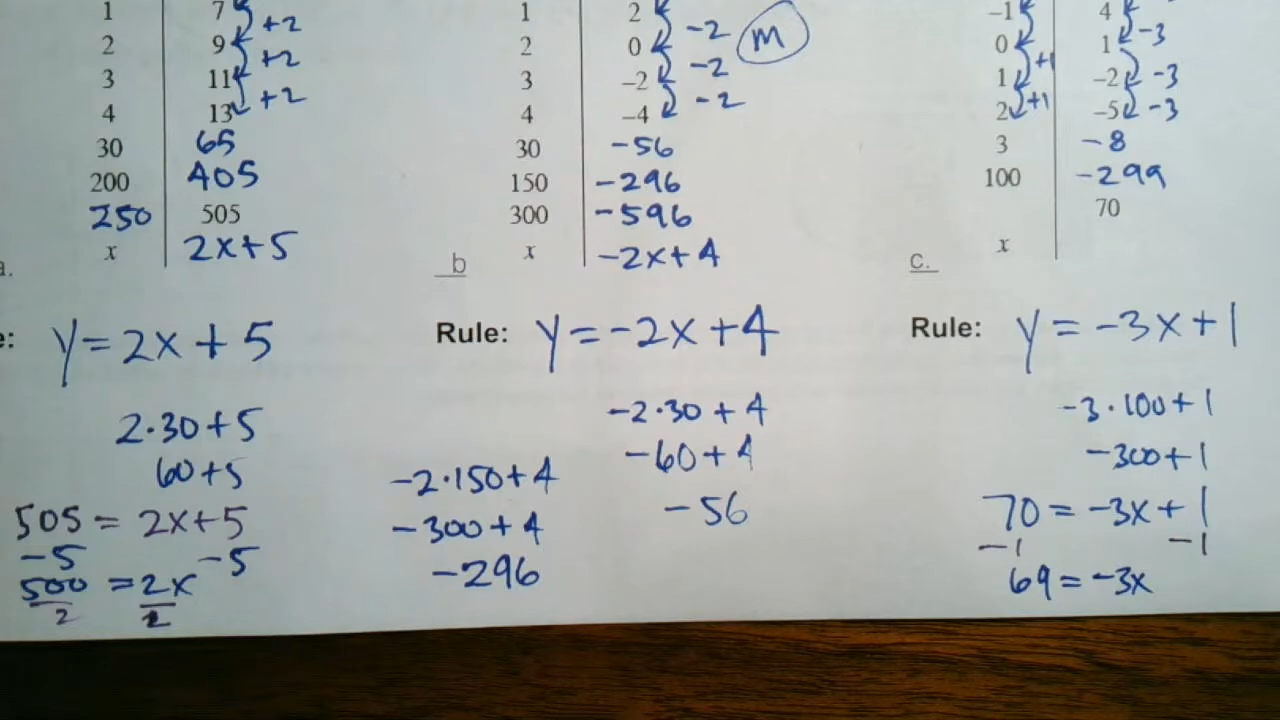 1 7 +2
2 9 +2
3 11 +2
4 13
30 65
200 405
250 505
x 2x+5
a.
e: y=2x+5
2·30+5
60+5
505 = 2x+5
-5 -5
500 = 2x
2 2
1 2 -2 m
2 0 -2
3 -2 -2
4 -4
30 -56
150 -296
300 -596
x -2x+4
b
Rule: y=-2x+4
-2·30+4
-60+4
-56
-2·150+4
-300+4
-296
-1 4 -3
0 1 +1
1 -2 -3
2 +1 -5 -3
3 -8
100 -299
70
x
c.
Rule: y=-3x+1
-3·100+1
-300+1
70 = -3x+1
-1 -1
69 = -3x